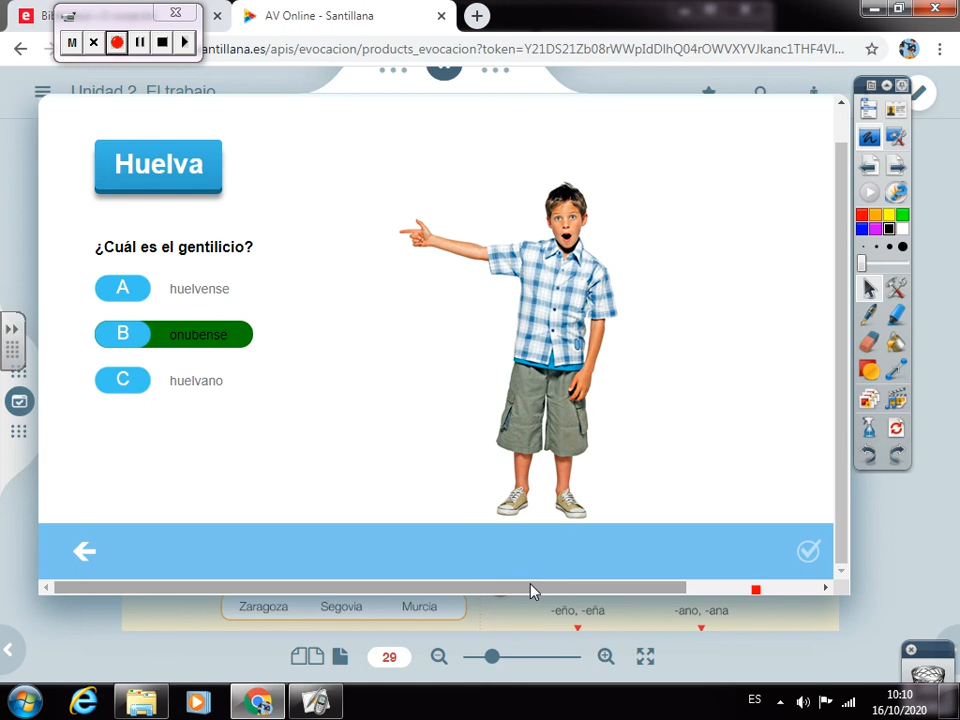 AV Online - Santillana
M
antillana.es/apis/evocacion/products_evocacion?token=Y21DS21Zb08rWWpIdDlhQ04rOWVXYVJkanc1THF4Vl...
Unidad 2. El trabajo
Huelva
¿Cuál es el gentilicio?
A huelvense
B onubense
C huelvano
Zaragoza Segovia Murcia
-eño, -eña -ano, -ana
29
ES
10:10
16/10/2020